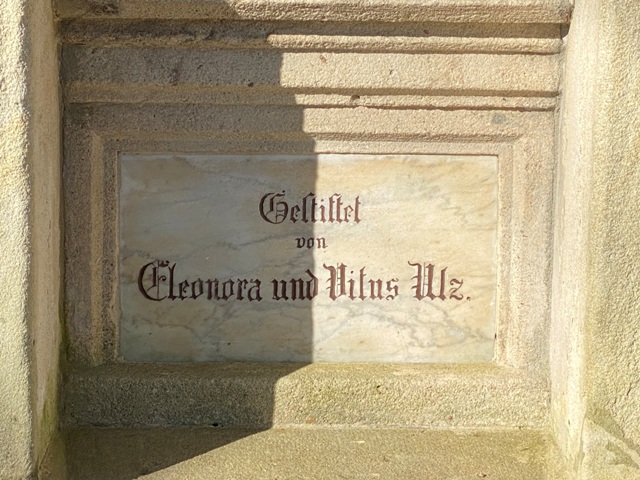 Gestiftet
von
Eleonora und Vitus Ulz.